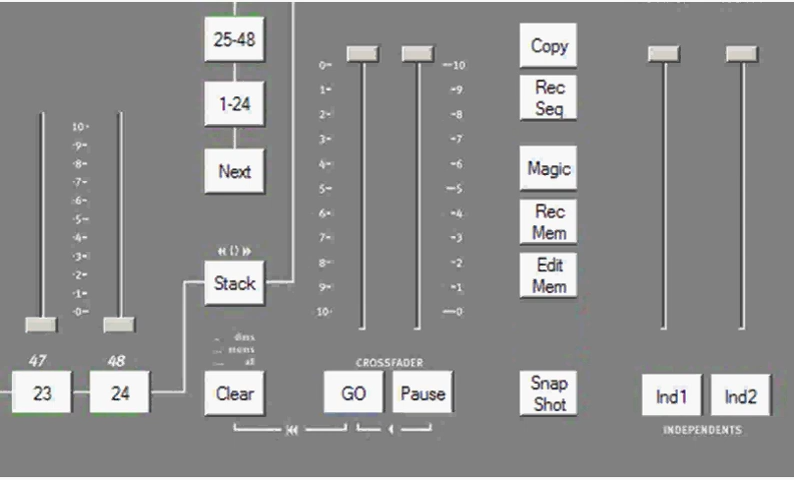 25-48
1-24
Next
Stack
Clear
10-
-9-
-8-
-7-
-6-
-5-
-4-
-3-
-2-
-1-
-0-
47 48
23 24
dims
mems
all
0-
1-
2-
3-
4-
5-
6-
7-
8-
9-
10-
-10
-9
-8
-7
-6
-5
-4
-3
-2
-1
-0
CROSSFADER
GO Pause
Copy
Rec
Seq
Magic
Rec
Mem
Edit
Mem
Snap
Shot
Ind1 Ind2
INDEPENDENTS